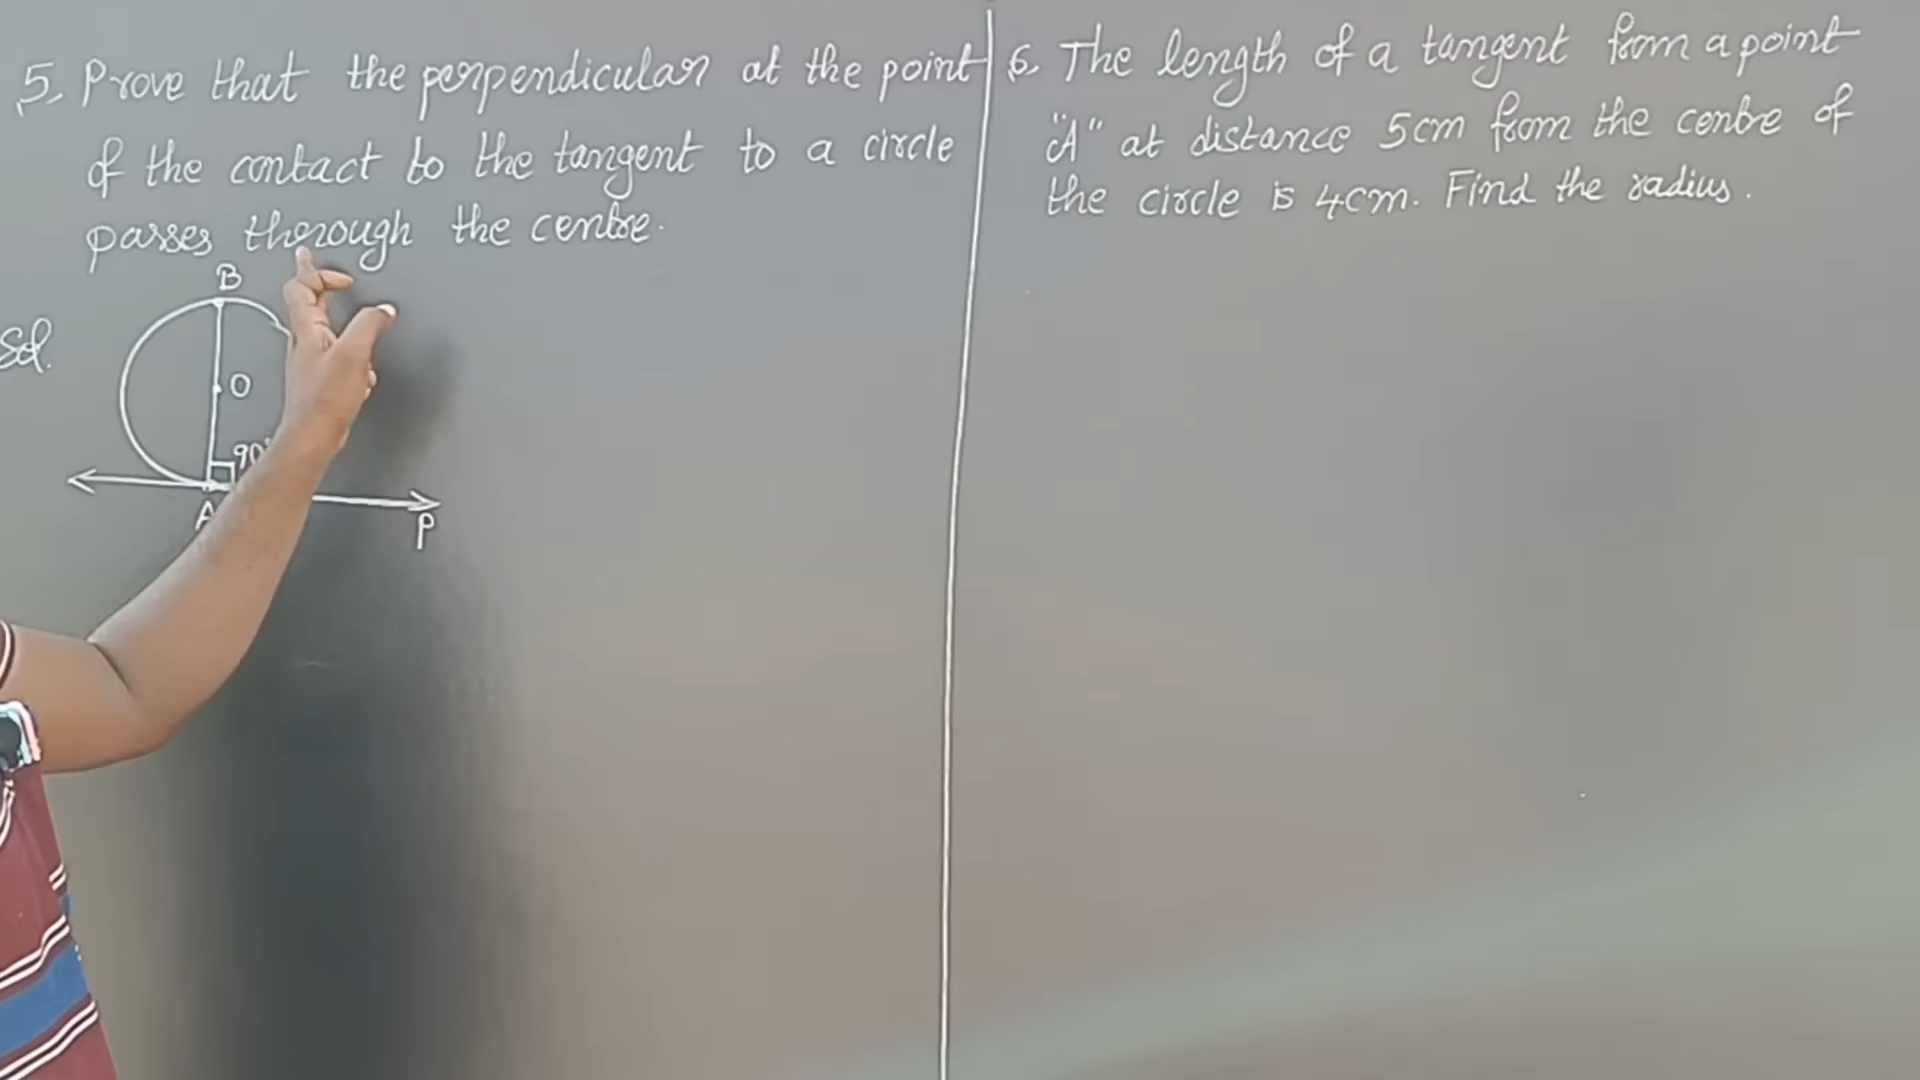 5. Prove that the perpendicular at the point
of the contact to the tangent to a circle
passes therough the centre.
Sol.
B
O
90°
A
P
6. The length of a tangent from a point
"A" at distance 5cm from the centre of
the circle is 4cm. Find the radius.